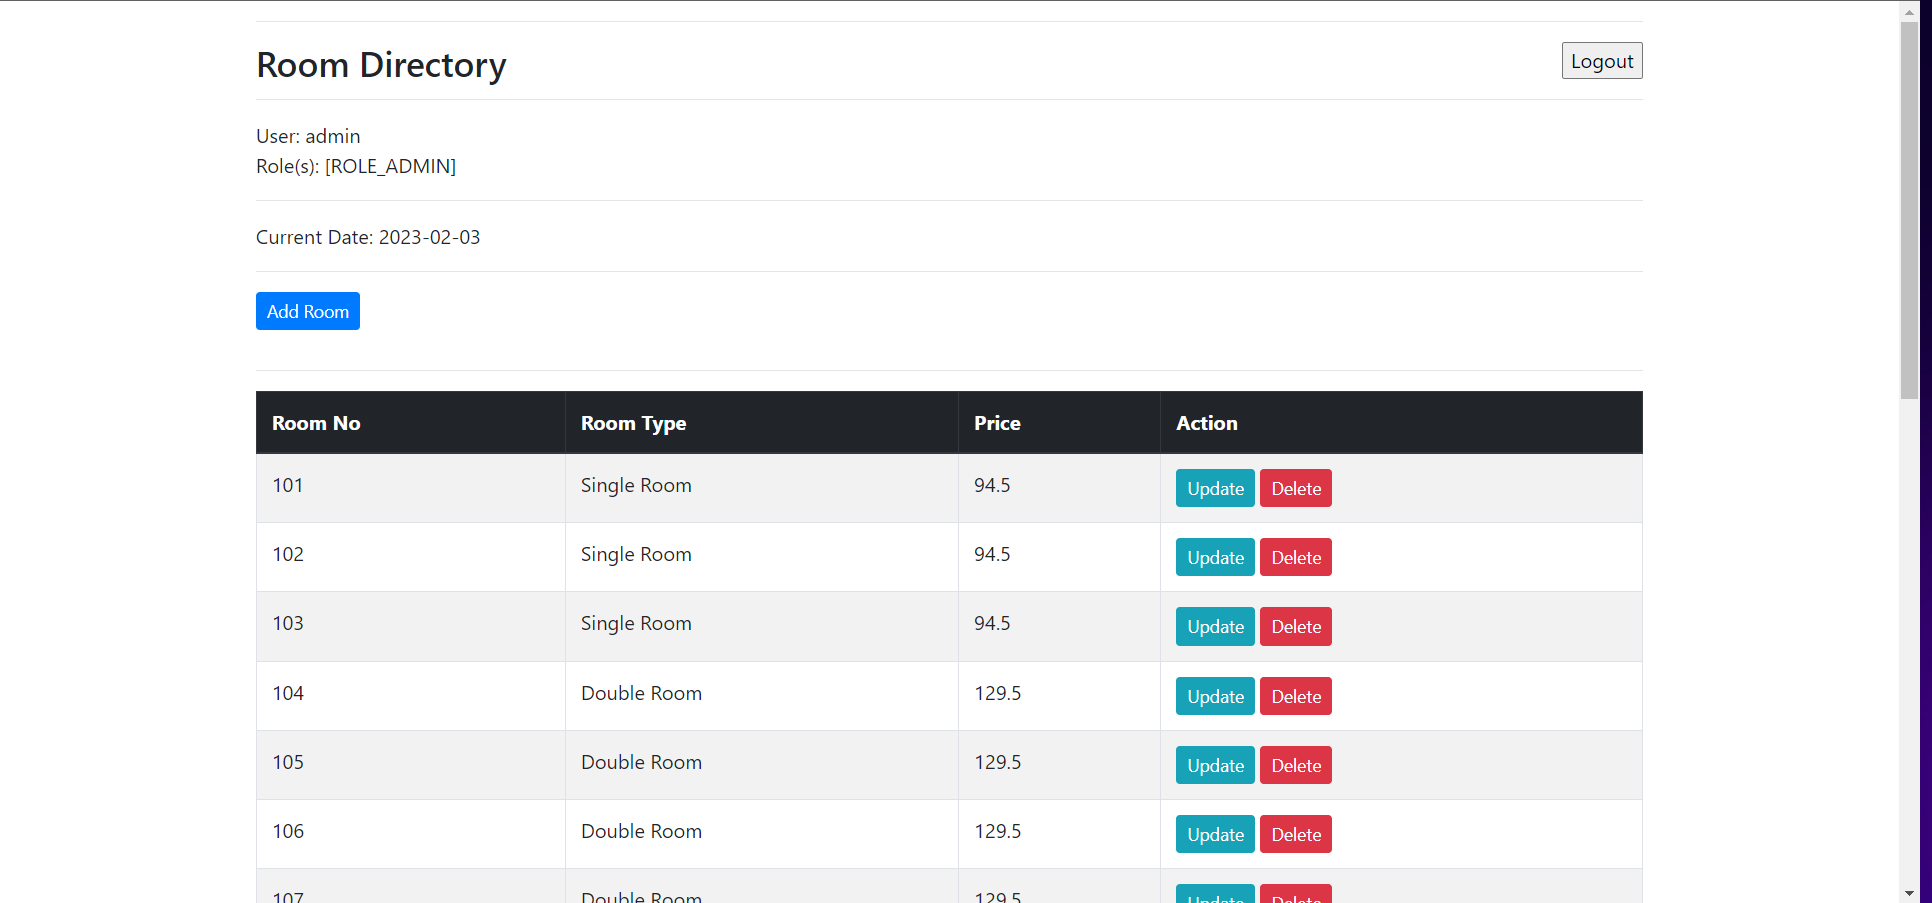 Room Directory
Logout
User: admin
Role(s): [ROLE_ADMIN]
Current Date: 2023-02-03
Add Room
Room No Room Type Price Action
101 Single Room 94.5 Update Delete
102 Single Room 94.5 Update Delete
103 Single Room 94.5 Update Delete
104 Double Room 129.5 Update Delete
105 Double Room 129.5 Update Delete
106 Double Room 129.5 Update Delete
107 Double Room 129.5 Update Delete